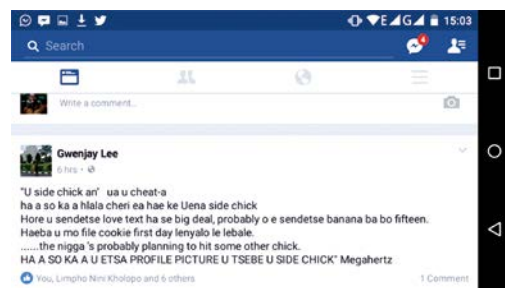 E G 15:03
Search
4
Write a comment...
Gwenjay Lee
6 hrs
"U side chick an' ua u cheat-a
ha a so ka a hlala cheri ea hae ke Uena side chick
Hore u sendetse love text ha se big deal, probably o e sendetse banana ba bo fifteen.
Haeba u mo file cookie first day lenyalo le lebale.
......the nigga 's probably planning to hit some other chick.
HA A SO KA A U ETSA PROFILE PICTURE U TSEBE U SIDE CHICK" Megahertz
You, Limpho Nini Kholopo and 6 others 1 Comment